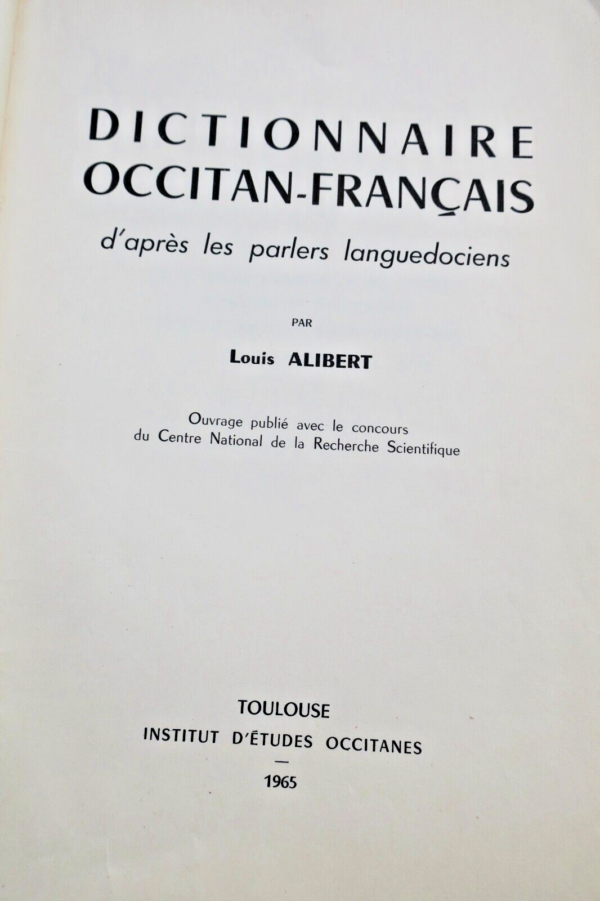 DICTIONNAIRE
OCCITAN-FRANÇAIS
d'après les parlers languedociens
PAR
Louis ALIBERT
Ouvrage publié avec le concours
du Centre National de la Recherche Scientifique
TOULOUSE
INSTITUT D'ÉTUDES OCCITANES
—
1965